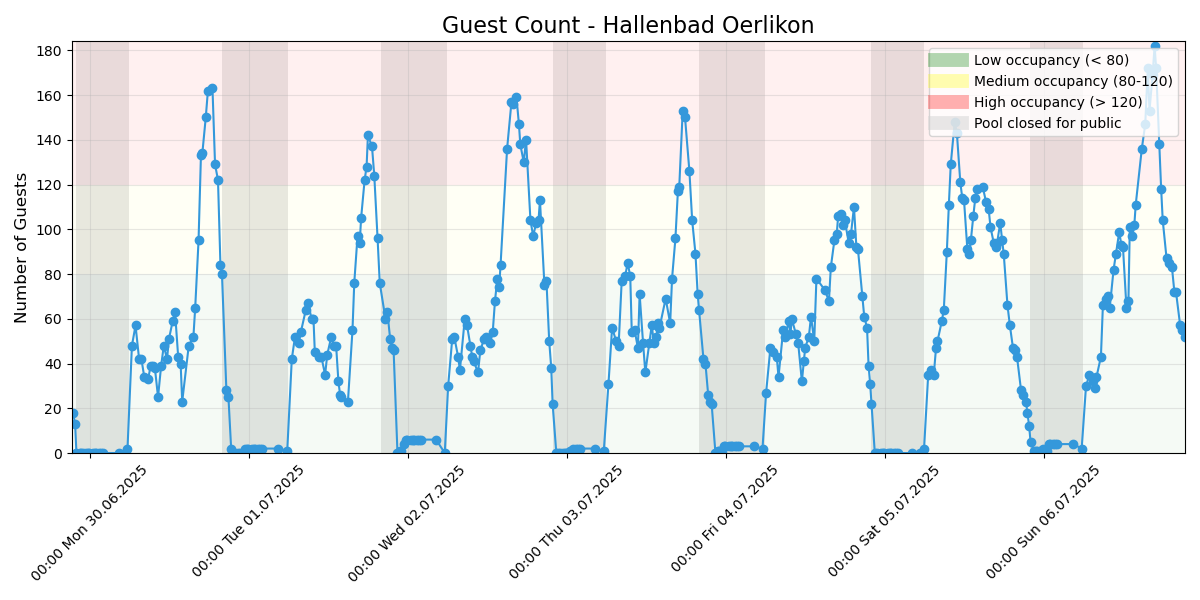 Guest Count - Hallenbad Oerlikon
Number of Guests
180
160
140
120
100
80
60
40
20
0
Low occupancy (< 80)
Medium occupancy (80-120)
High occupancy (> 120)
Pool closed for public
00:00 Mon 30.06.2025
00:00 Tue 01.07.2025
00:00 Wed 02.07.2025
00:00 Thu 03.07.2025
00:00 Fri 04.07.2025
00:00 Sat 05.07.2025
00:00 Sun 06.07.2025